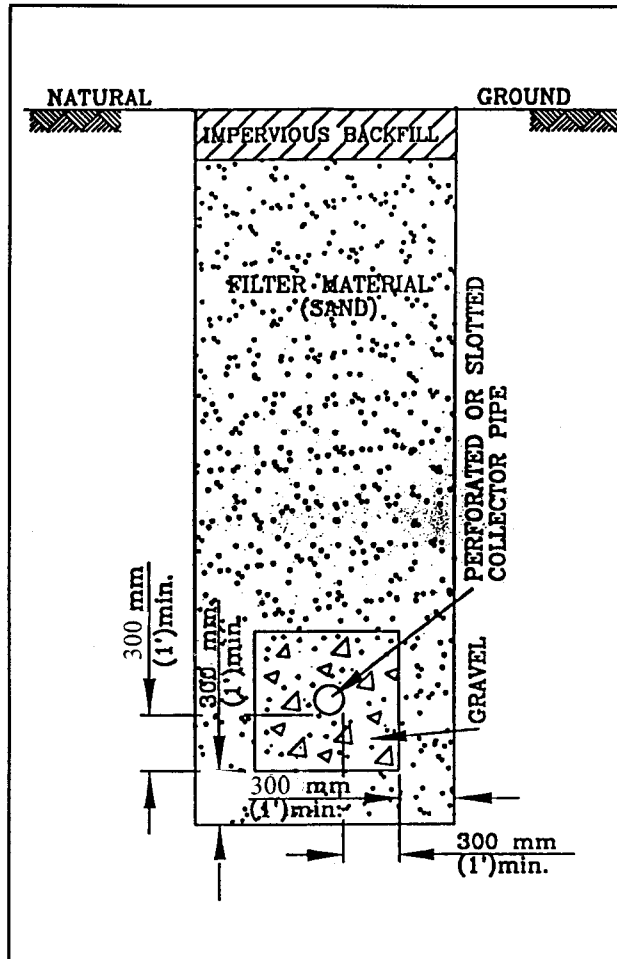 NATURAL
GROUND
IMPERVIOUS BACKFILL
FILTER MATERIAL
(SAND)
PERFORATED OR SLOTTED
COLLECTOR PIPE
GRAVEL
300 mm
(1')min.
300 mm
(1')min.
300 mm
(1')min.
300 mm
(1')min.